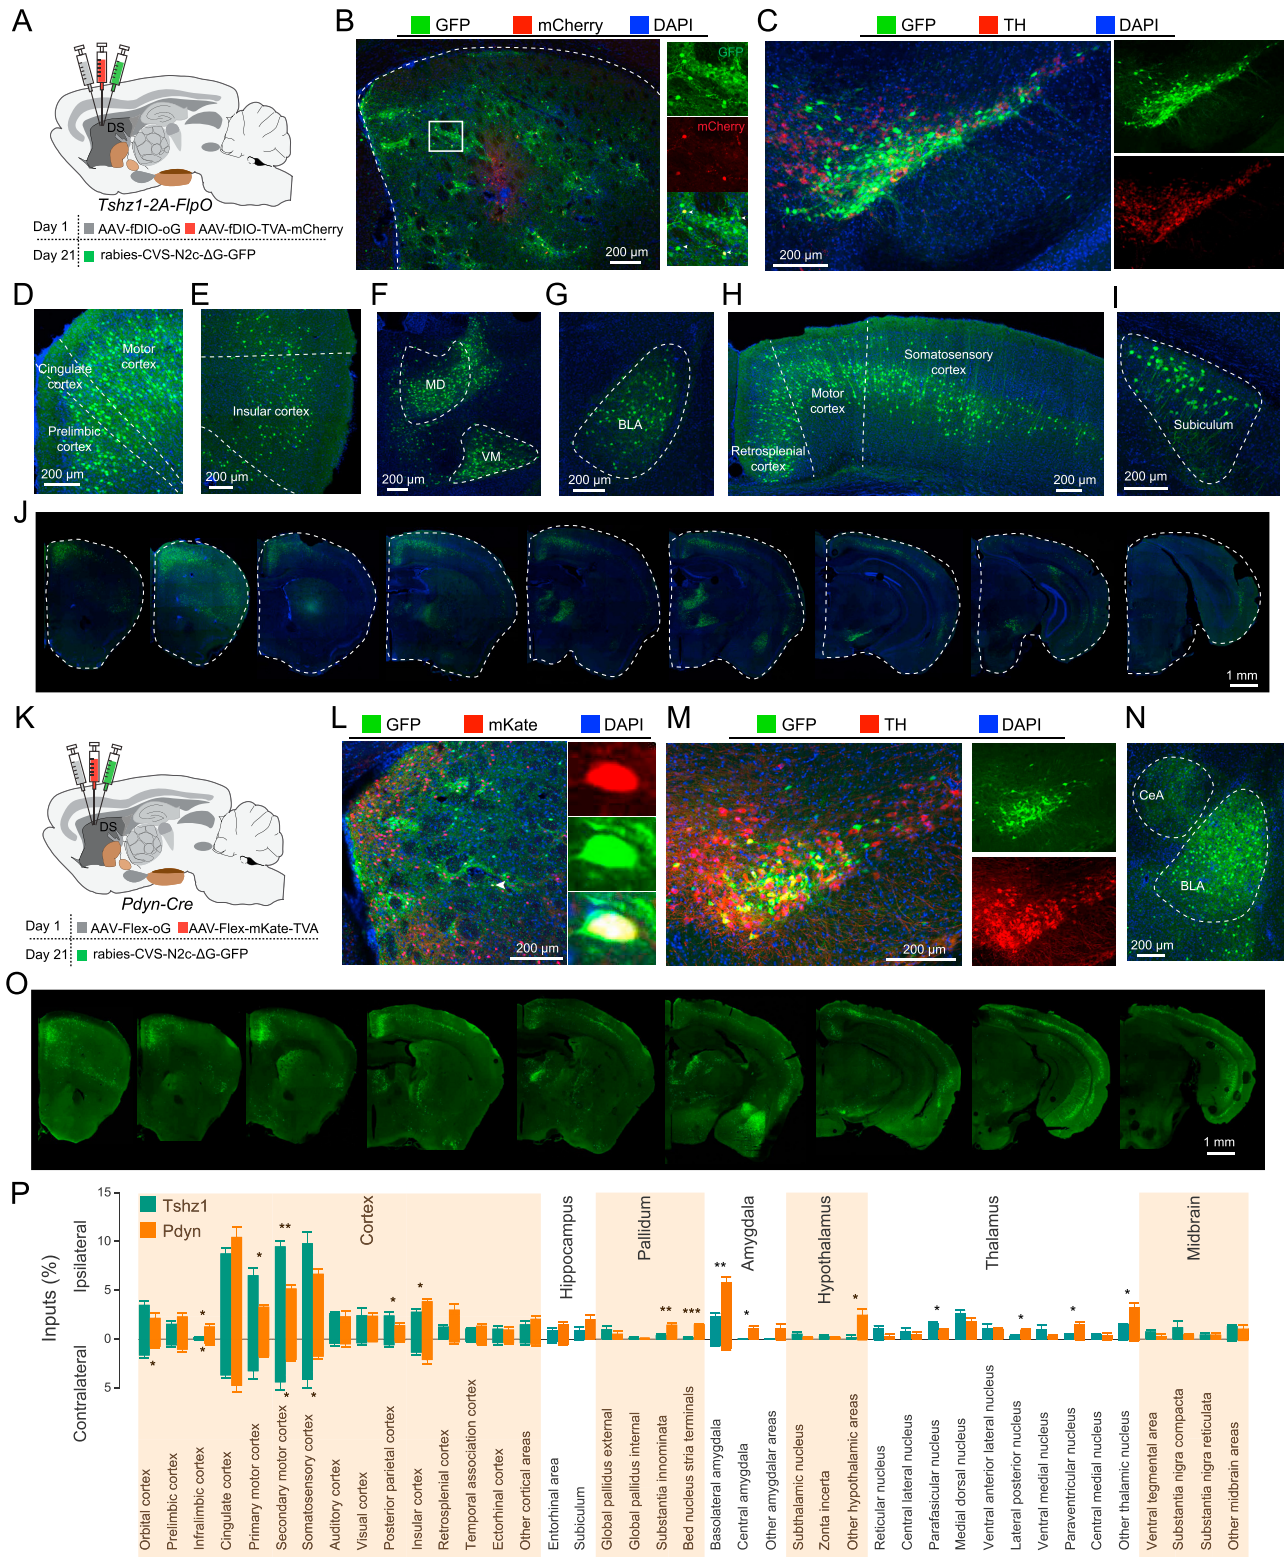 A
DS
Tshz1-2A-FlpO
Day 1
AAV-fDIO-oG
AAV-fDIO-TVA-mCherry
Day 21
rabies-CVS-N2c-ΔG-GFP
B
GFP
mCherry
DAPI
200 µm
GFP
mCherry
C
GFP
TH
DAPI
200 µm
D
Motor cortex
Cingulate cortex
Prelimbic cortex
200 µm
E
Insular cortex
200 µm
F
MD
VM
200 µm
G
BLA
200 µm
H
Somatosensory cortex
Motor cortex
Retrosplenial cortex
200 µm
I
Subiculum
200 µm
J
1 mm
K
DS
Pdyn-Cre
Day 1
AAV-Flex-oG
AAV-Flex-mKate-TVA
Day 21
rabies-CVS-N2c-ΔG-GFP
L
GFP
mKate
DAPI
200 µm
M
GFP
TH
DAPI
200 µm
N
CeA
BLA
200 µm
O
1 mm
P
Tshz1
Pdyn
Inputs (%)
Ipsilateral
Contralateral
15
10
5
0
5
Cortex
Hippocampus
Pallidum
Amygdala
Hypothalamus
Thalamus
Midbrain
*
*
*
*
**
*
*
*
*
**
***
**
*
*
*
*
*
*
Orbital cortex
Prelimbic cortex
Infralimbic cortex
Cingulate cortex
Primary motor cortex
Secondary motor cortex
Somatosensory cortex
Auditory cortex
Visual cortex
Posterior parietal cortex
Insular cortex
Retrosplenial cortex
Temporal association cortex
Ectorhinal cortex
Other cortical areas
Entorhinal area
Subiculum
Global pallidus external
Global pallidus internal
Substantia innominata
Bed nucleus stria terminals
Basolateral amygdala
Central amygdala
Other amygdalar areas
Subthalamic nucleus
Zonta incerta
Other hypothalamic areas
Reticular nucleus
Central lateral nucleus
Parafasicular nucleus
Medial dorsal nucleus
Ventral anterior lateral nucleus
Lateral posterior nucleus
Ventral medial nucleus
Paraventricular nucleus
Central medial nucleus
Other thalamic nucleus
Ventral tegmental area
Substantia nigra compacta
Substantia nigra reticulata
Other midbrain areas